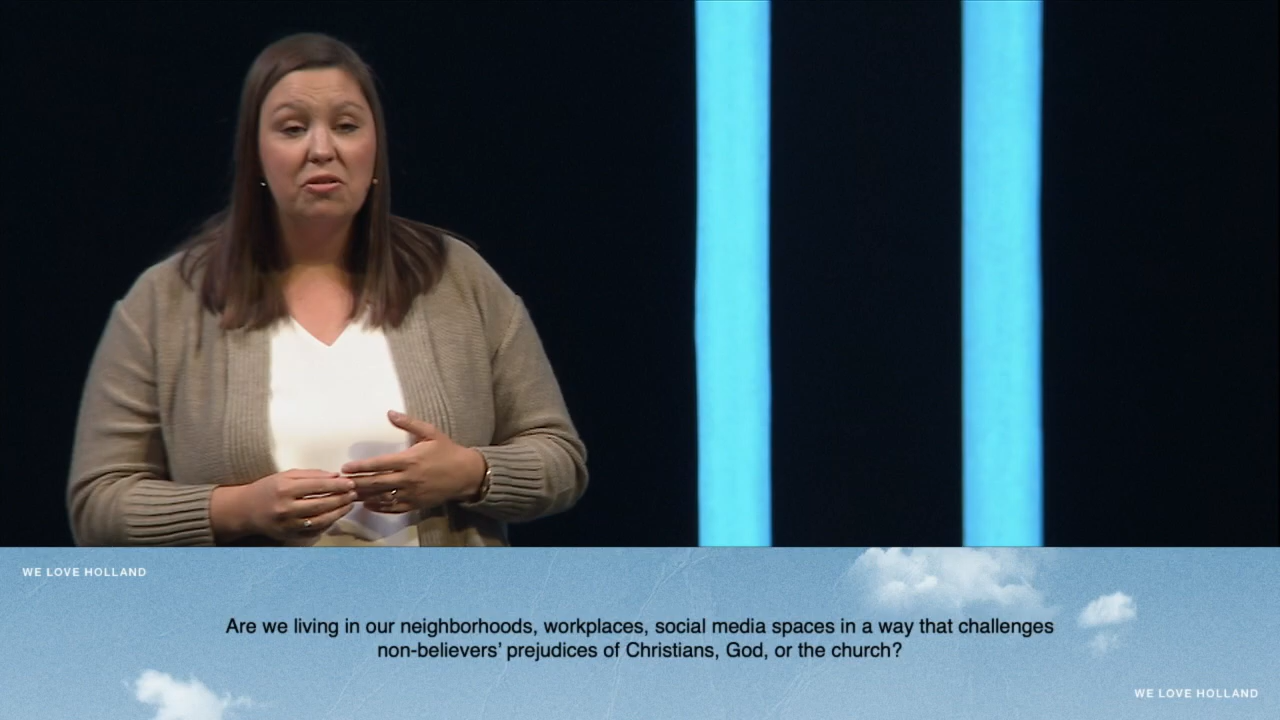 WE LOVE HOLLAND
Are we living in our neighborhoods, workplaces, social media spaces in a way that challenges
non-believers’ prejudices of Christians, God, or the church?
WE LOVE HOLLAND